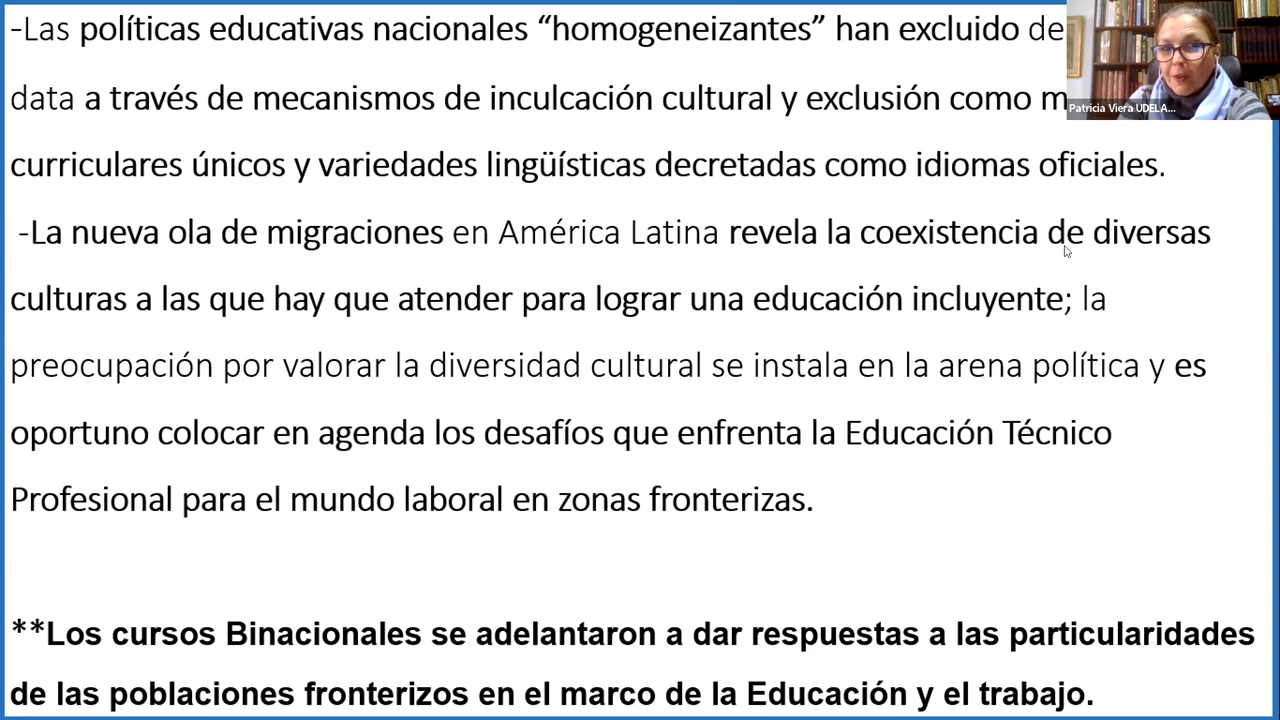 -Las políticas educativas nacionales “homogeneizantes” han excluido de
data a través de mecanismos de inculcación cultural y exclusión como
curriculares únicos y variedades lingüísticas decretadas como idiomas oficiales.
-La nueva ola de migraciones en América Latina revela la coexistencia de diversas
culturas a las que hay que atender para lograr una educación incluyente; la
preocupación por valorar la diversidad cultural se instala en la arena política y es
oportuno colocar en agenda los desafíos que enfrenta la Educación Técnico
Profesional para el mundo laboral en zonas fronterizas.
**Los cursos Binacionales se adelantaron a dar respuestas a las particularidades
de las poblaciones fronterizos en el marco de la Educación y el trabajo.
Patricia Viera UDELA...